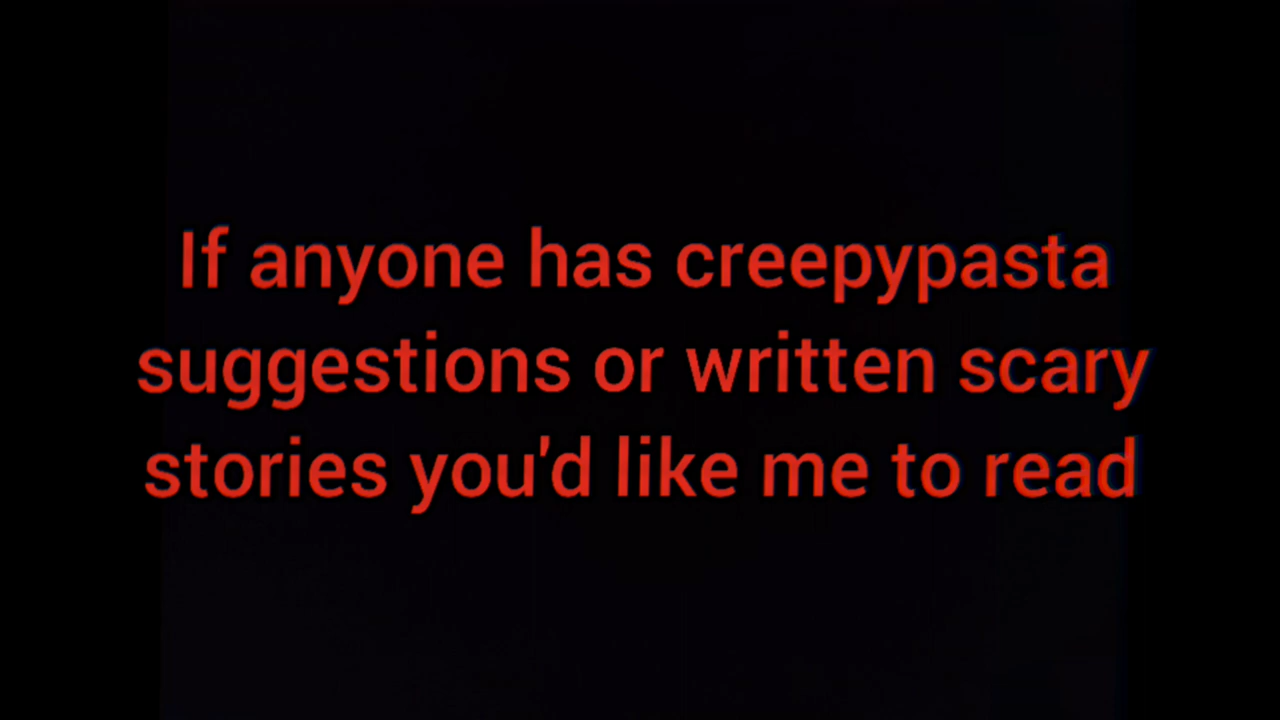 If anyone has creepypasta
suggestions or written scary
stories you'd like me to read